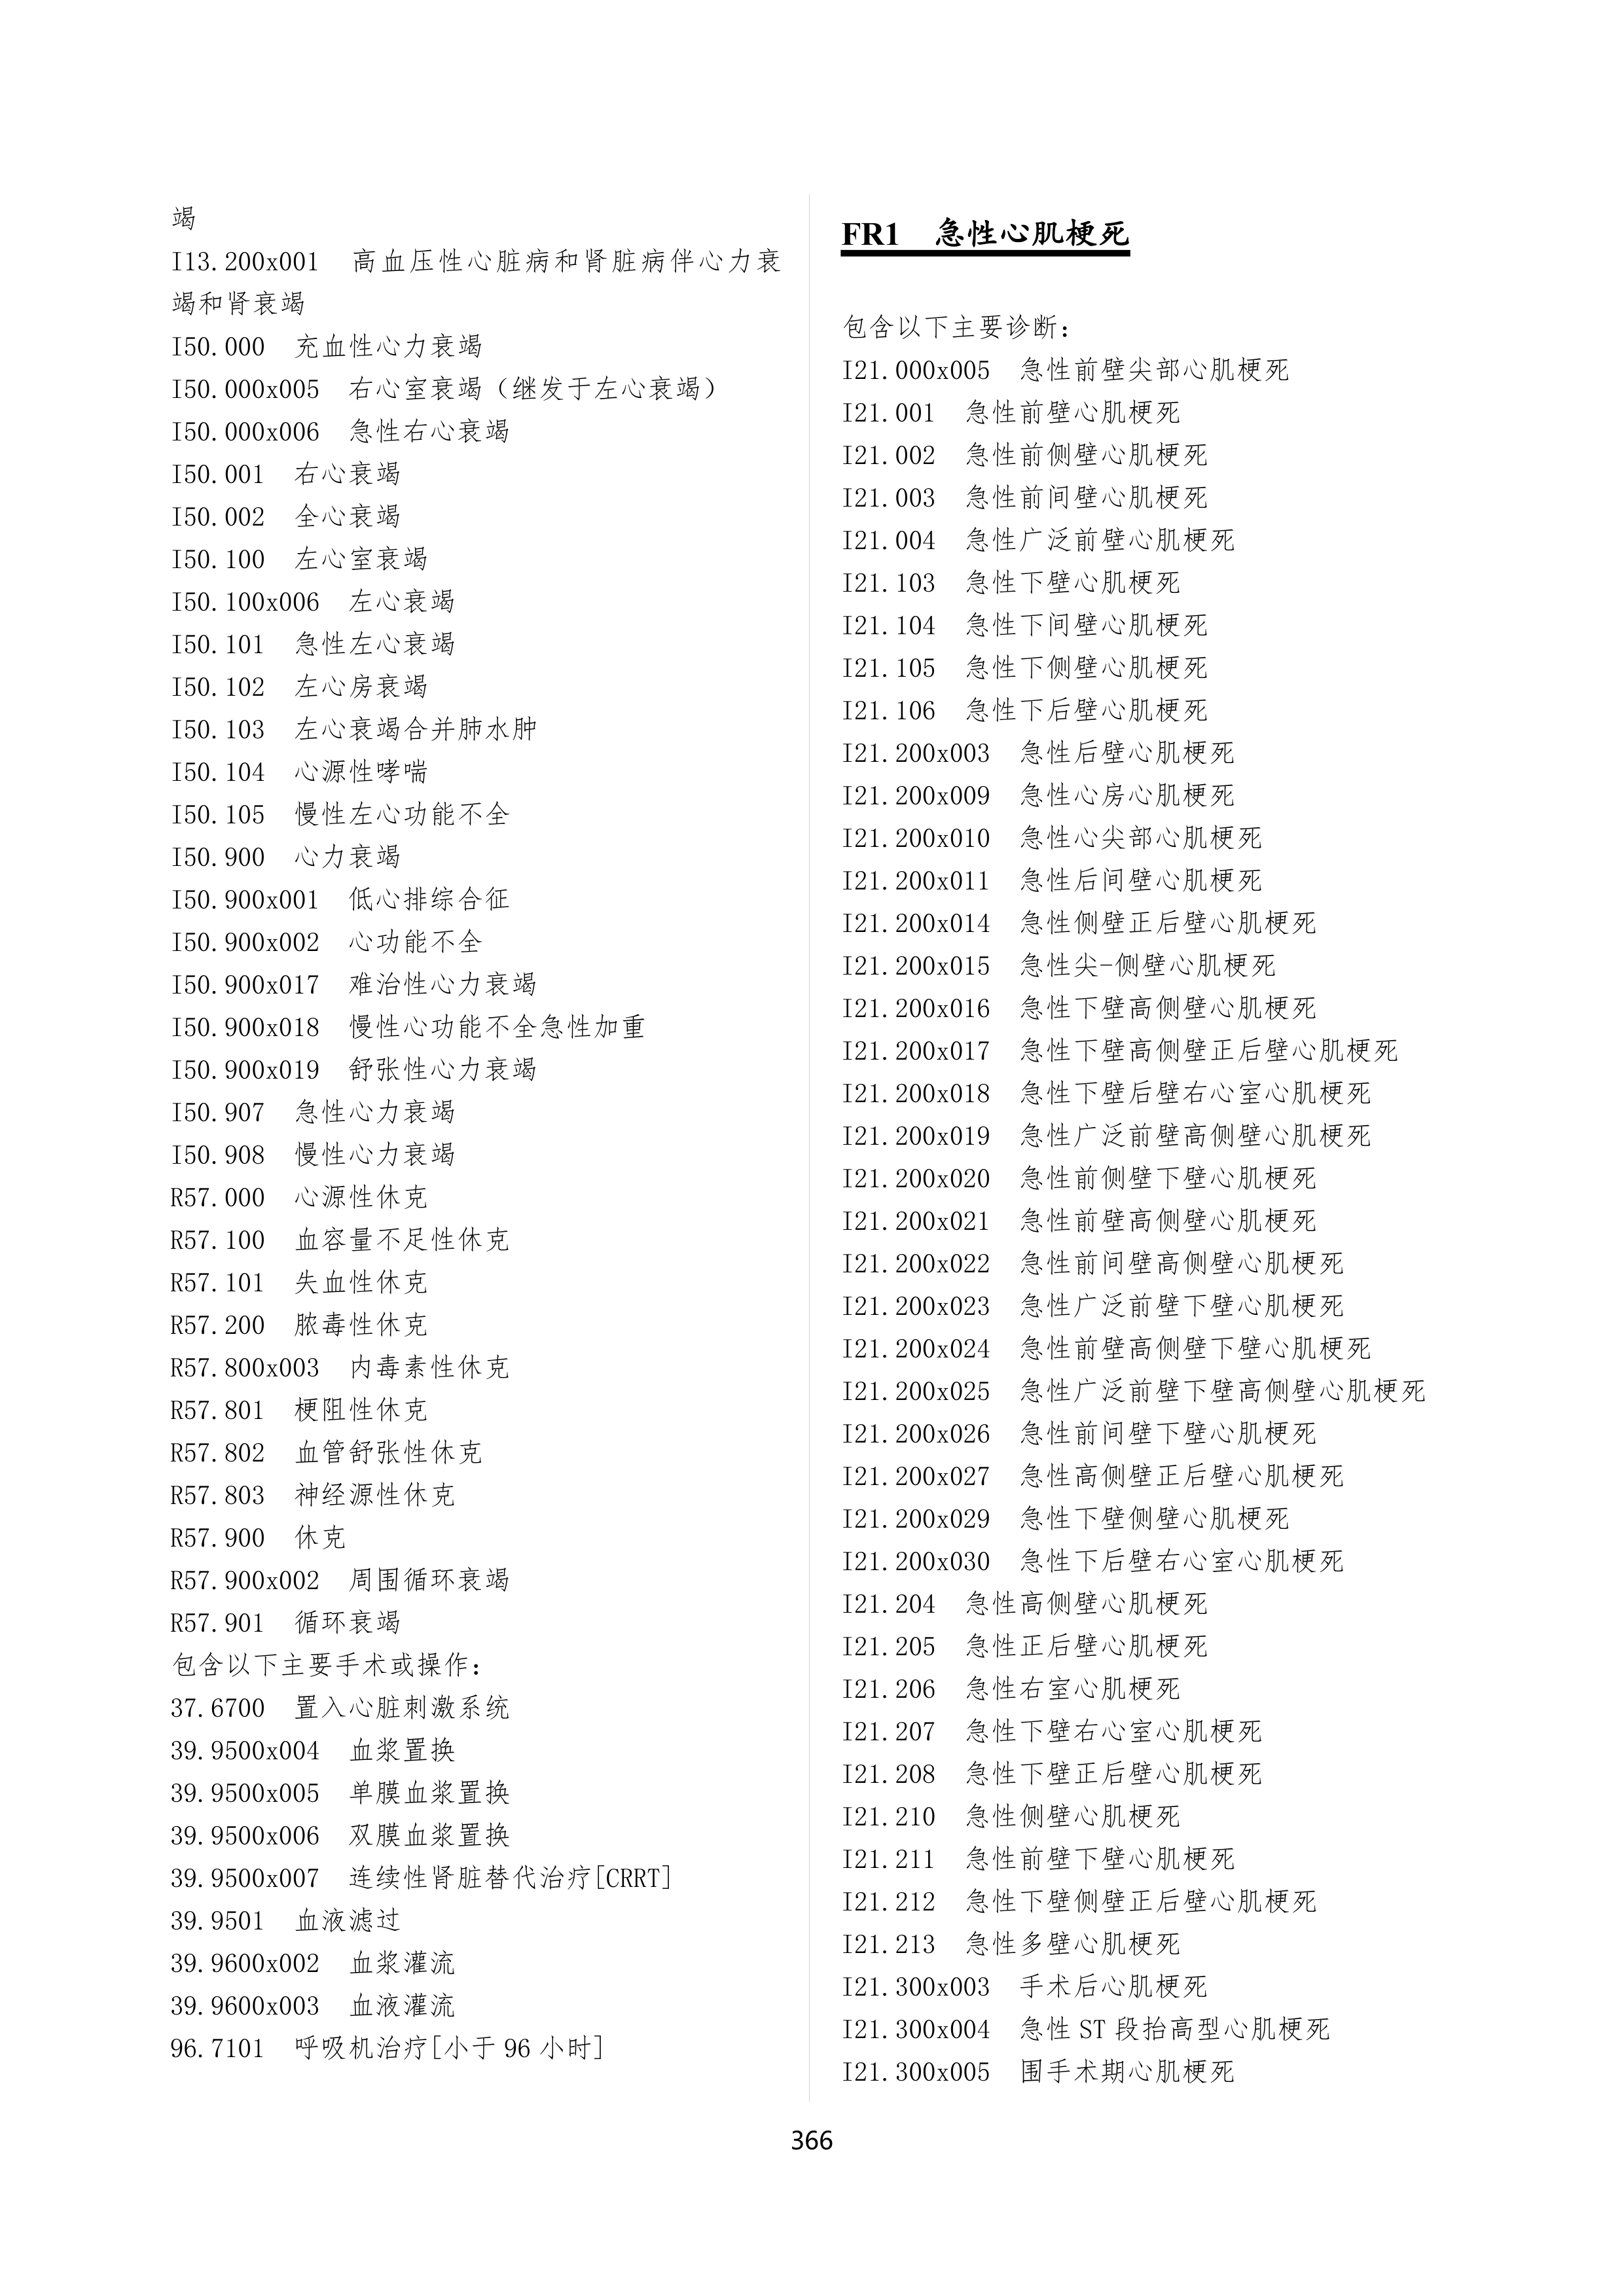 竭
I13.200x001 高血压性心脏病和肾脏病伴心力衰
竭和肾衰竭
I50.000 充血性心力衰竭
I50.000x005 右心室衰竭（继发于左心衰竭）
I50.000x006 急性右心衰竭
I50.001 右心衰竭
I50.002 全心衰竭
I50.100 左心室衰竭
I50.100x006 左心衰竭
I50.101 急性左心衰竭
I50.102 左心房衰竭
I50.103 左心衰竭合并肺水肿
I50.104 心源性哮喘
I50.105 慢性左心功能不全
I50.900 心力衰竭
I50.900x001 低心排综合征
I50.900x002 心功能不全
I50.900x017 难治性心力衰竭
I50.900x018 慢性心功能不全急性加重
I50.900x019 舒张性心力衰竭
I50.907 急性心力衰竭
I50.908 慢性心力衰竭
R57.000 心源性休克
R57.100 血容量不足性休克
R57.101 失血性休克
R57.200 脓毒性休克
R57.800x003 内毒素性休克
R57.801 梗阻性休克
R57.802 血管舒张性休克
R57.803 神经源性休克
R57.900 休克
R57.900x002 周围循环衰竭
R57.901 循环衰竭
包含以下主要手术或操作：
37.6700 置入心脏刺激系统
39.9500x004 血浆置换
39.9500x005 单膜血浆置换
39.9500x006 双膜血浆置换
39.9500x007 连续性肾脏替代治疗[CRRT]
39.9501 血液滤过
39.9600x002 血浆灌流
39.9600x003 血液灌流
96.7101 呼吸机治疗[小于 96 小时]
FR1 急性心肌梗死
包含以下主要诊断：
I21.000x005 急性前壁尖部心肌梗死
I21.001 急性前壁心肌梗死
I21.002 急性前侧壁心肌梗死
I21.003 急性前间壁心肌梗死
I21.004 急性广泛前壁心肌梗死
I21.103 急性下壁心肌梗死
I21.104 急性下间壁心肌梗死
I21.105 急性下侧壁心肌梗死
I21.106 急性下后壁心肌梗死
I21.200x003 急性后壁心肌梗死
I21.200x009 急性心房心肌梗死
I21.200x010 急性心尖部心肌梗死
I21.200x011 急性后间壁心肌梗死
I21.200x014 急性侧壁正后壁心肌梗死
I21.200x015 急性尖-侧壁心肌梗死
I21.200x016 急性下壁高侧壁心肌梗死
I21.200x017 急性下壁高侧壁正后壁心肌梗死
I21.200x018 急性下壁后壁右心室心肌梗死
I21.200x019 急性广泛前壁高侧壁心肌梗死
I21.200x020 急性前侧壁下壁心肌梗死
I21.200x021 急性前壁高侧壁心肌梗死
I21.200x022 急性前间壁高侧壁心肌梗死
I21.200x023 急性广泛前壁下壁心肌梗死
I21.200x024 急性前壁高侧壁下壁心肌梗死
I21.200x025 急性广泛前壁下壁高侧壁心肌梗死
I21.200x026 急性前间壁下壁心肌梗死
I21.200x027 急性高侧壁正后壁心肌梗死
I21.200x029 急性下壁侧壁心肌梗死
I21.200x030 急性下后壁右心室心肌梗死
I21.204 急性高侧壁心肌梗死
I21.205 急性正后壁心肌梗死
I21.206 急性右室心肌梗死
I21.207 急性下壁右心室心肌梗死
I21.208 急性下壁正后壁心肌梗死
I21.210 急性侧壁心肌梗死
I21.211 急性前壁下壁心肌梗死
I21.212 急性下壁侧壁正后壁心肌梗死
I21.213 急性多壁心肌梗死
I21.300x003 手术后心肌梗死
I21.300x004 急性 ST 段抬高型心肌梗死
I21.300x005 围手术期心肌梗死
366